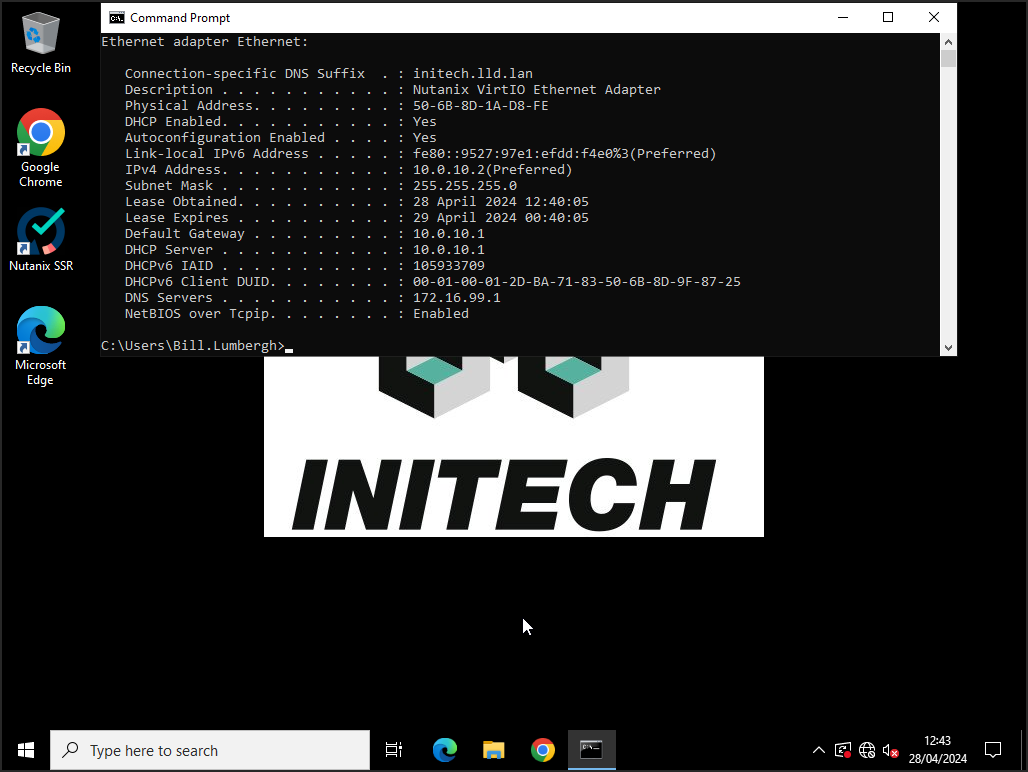 Command Prompt
Ethernet adapter Ethernet:
Connection-specific DNS Suffix  . : initech.lld.lan
Description . . . . . . . . . . . : Nutanix VirtIO Ethernet Adapter
Physical Address. . . . . . . . . : 50-6B-8D-1A-D8-FE
DHCP Enabled. . . . . . . . . . . : Yes
Autoconfiguration Enabled . . . . : Yes
Link-local IPv6 Address . . . . . : fe80::9527:97e1:efdd:f4e0%3(Preferred)
IPv4 Address. . . . . . . . . . . : 10.0.10.2(Preferred)
Subnet Mask . . . . . . . . . . . : 255.255.255.0
Lease Obtained. . . . . . . . . . : 28 April 2024 12:40:05
Lease Expires . . . . . . . . . . : 29 April 2024 00:40:05
Default Gateway . . . . . . . . . : 10.0.10.1
DHCP Server . . . . . . . . . . . : 10.0.10.1
DHCPv6 IAID . . . . . . . . . . . : 105933709
DHCPv6 Client DUID. . . . . . . . : 00-01-00-01-2D-BA-71-83-50-6B-8D-9F-87-25
DNS Servers . . . . . . . . . . . : 172.16.99.1
NetBIOS over Tcpip. . . . . . . . : Enabled
C:\Users\Bill.Lumbergh>
Recycle Bin
Google
Chrome
Nutanix SSR
Microsoft
Edge
INITECH
Type here to search
12:43
28/04/2024